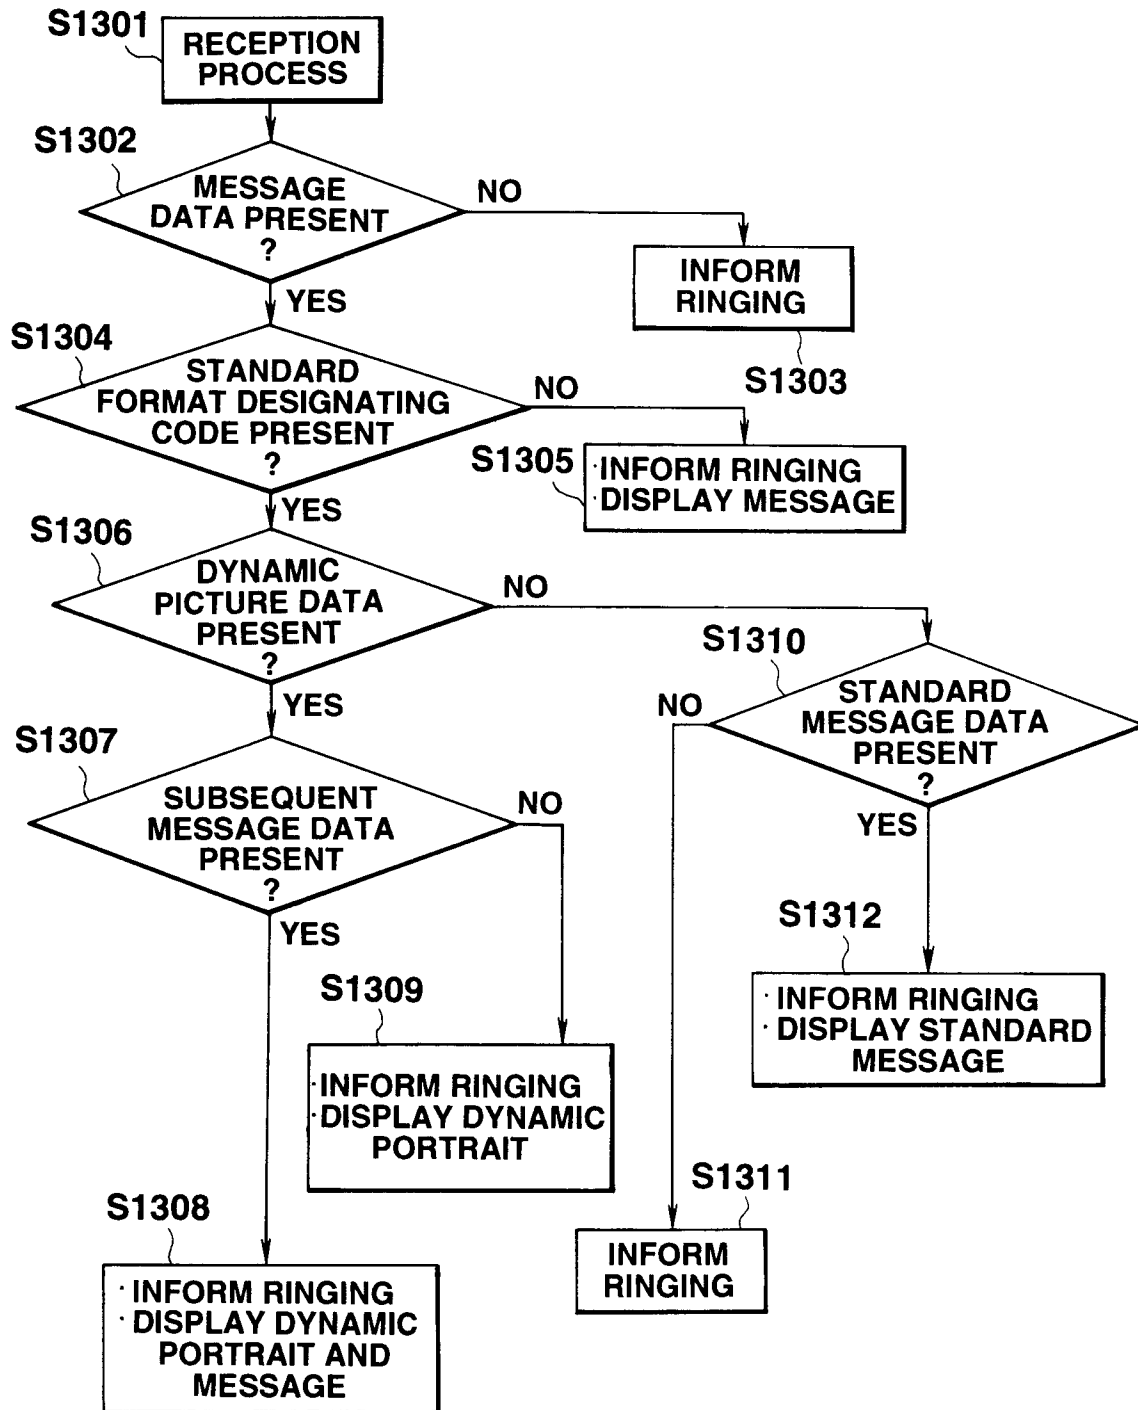 S1301
RECEPTION
PROCESS
S1302
MESSAGE
DATA PRESENT
?
NO
YES
INFORM
RINGING
S1303
S1304
STANDARD
FORMAT DESIGNATING
CODE PRESENT
?
NO
YES
S1305
·INFORM RINGING
·DISPLAY MESSAGE
S1306
DYNAMIC
PICTURE DATA
PRESENT
?
NO
YES
S1310
STANDARD
MESSAGE DATA
PRESENT
?
NO
YES
S1307
SUBSEQUENT
MESSAGE DATA
PRESENT
?
NO
YES
S1312
·INFORM RINGING
·DISPLAY STANDARD
MESSAGE
S1309
·INFORM RINGING
·DISPLAY DYNAMIC
PORTRAIT
S1311
INFORM
RINGING
S1308
·INFORM RINGING
·DISPLAY DYNAMIC
PORTRAIT AND
MESSAGE